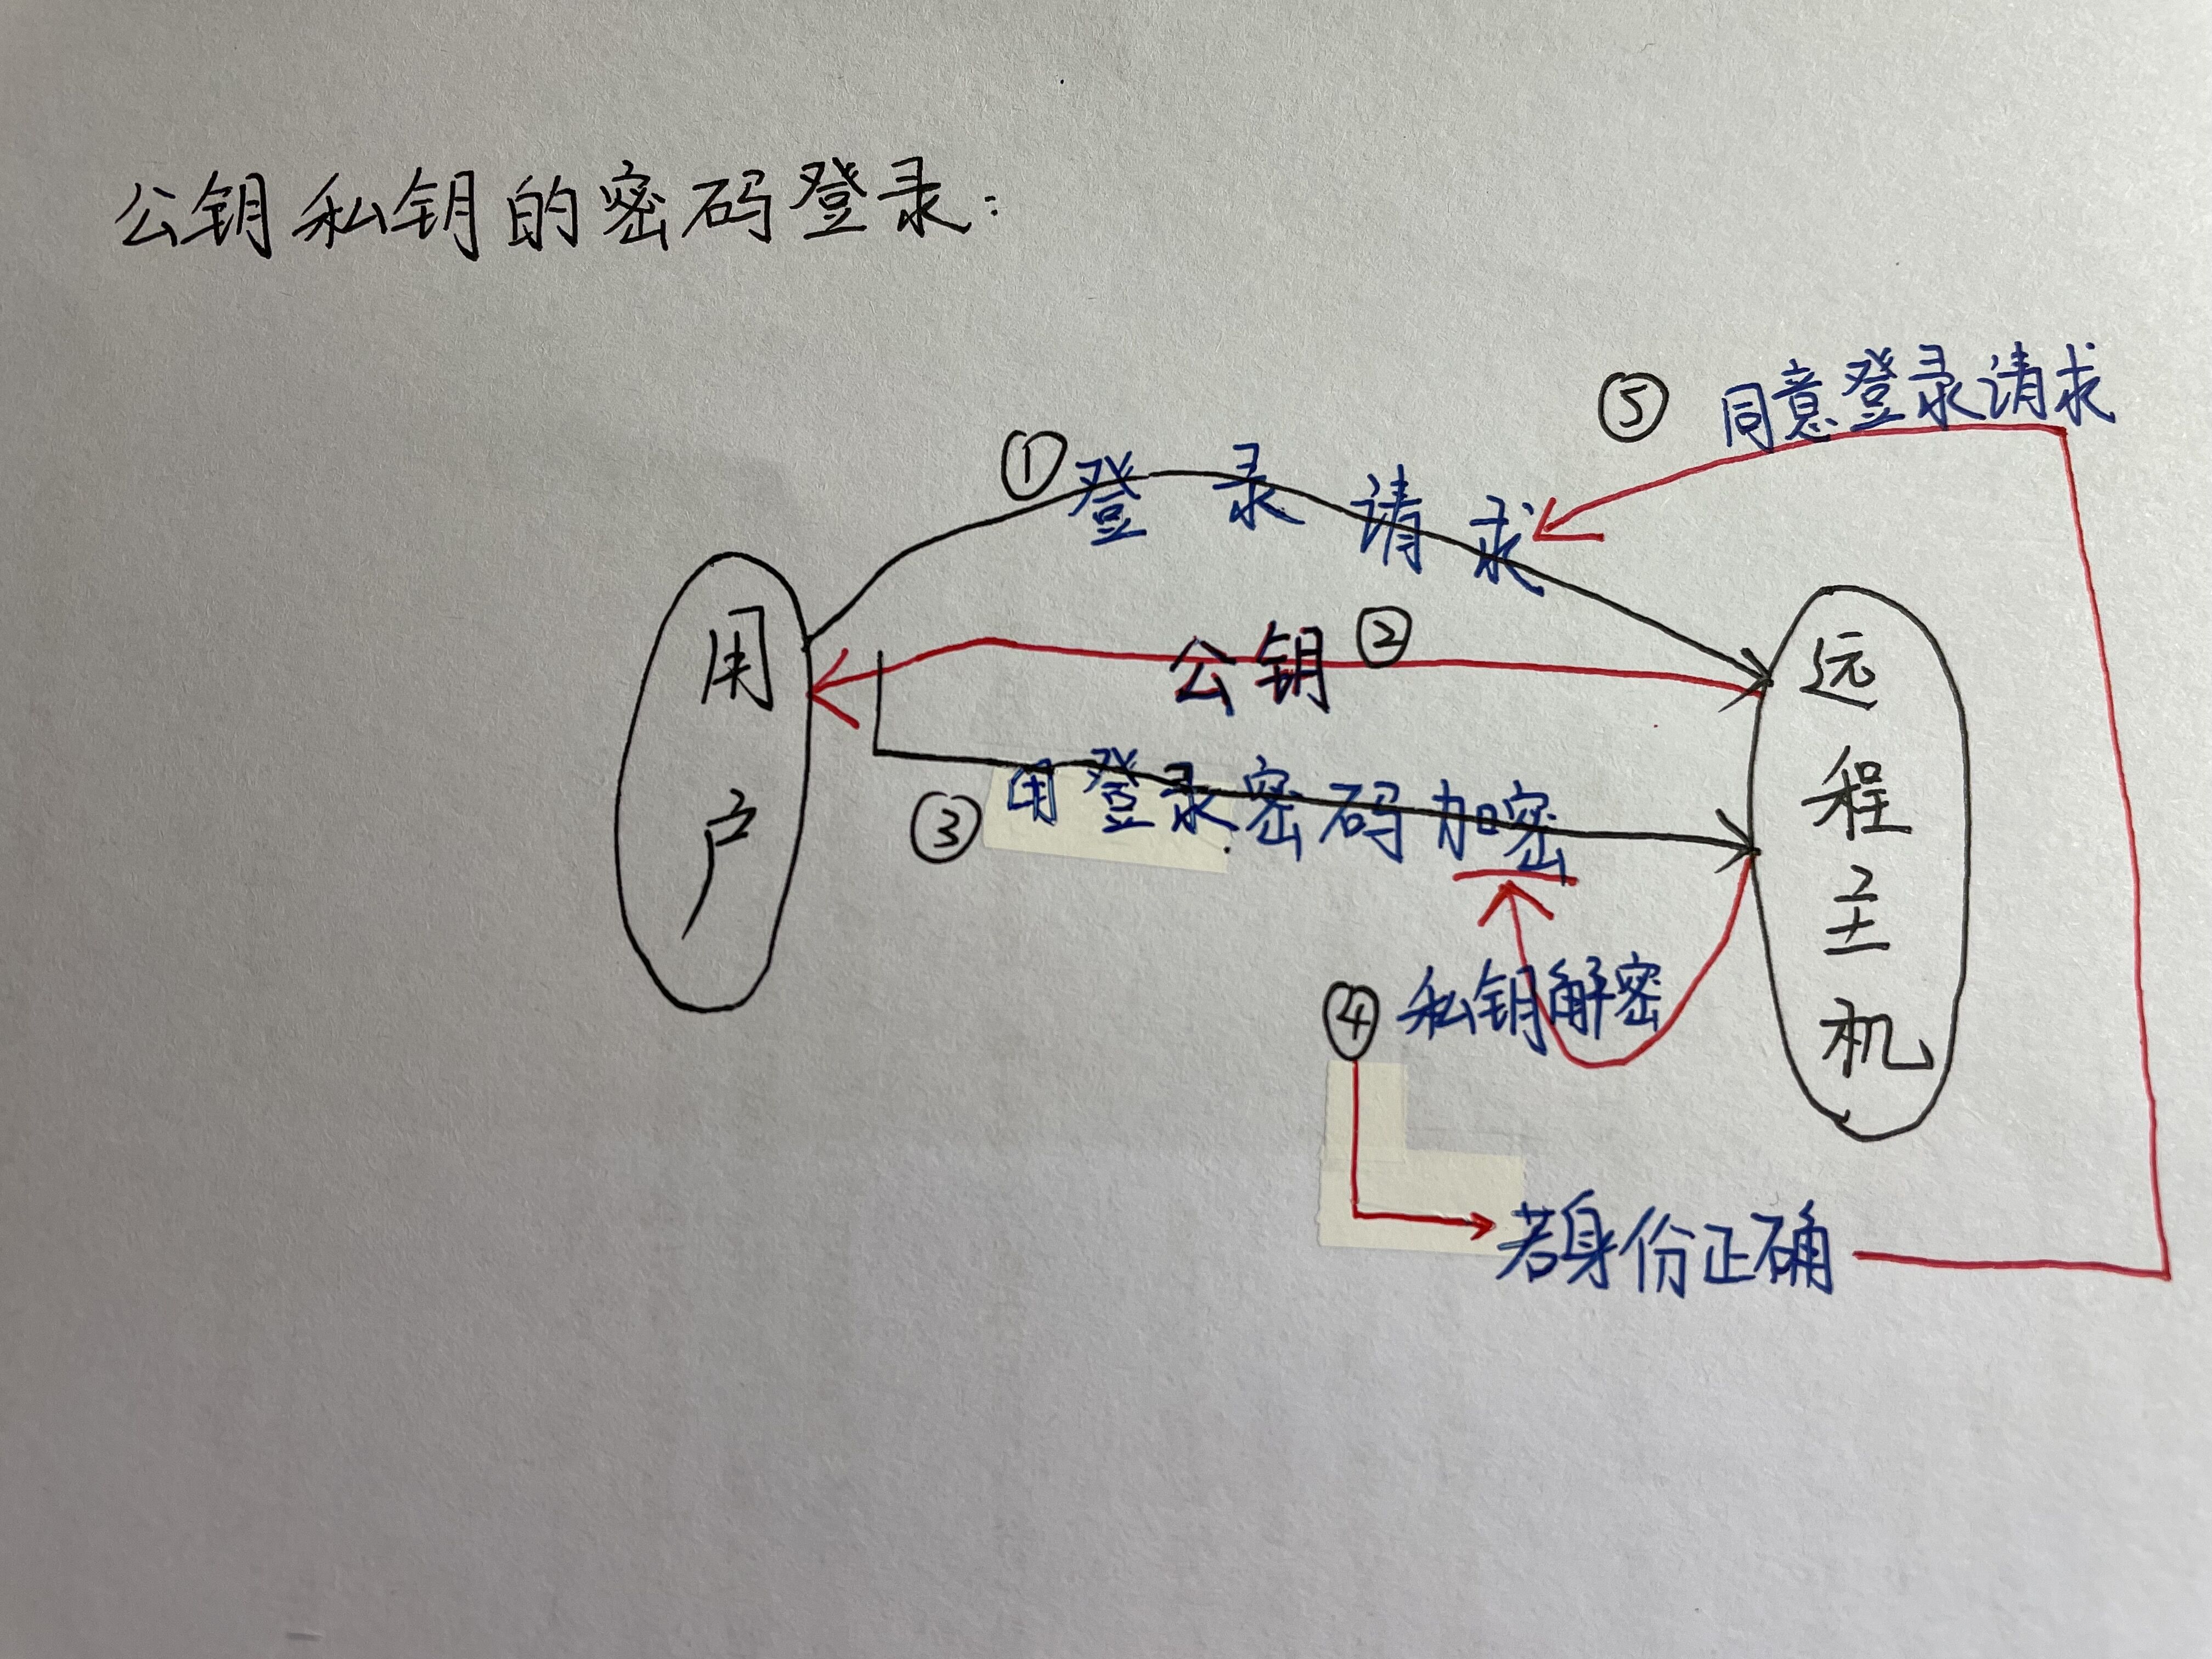 公钥私钥的密码登录:
⑤ 同意登录请求
① 登录请求
公钥 ②
用户
远程主机
③ 用登录密码加密
④ 私钥解密
若身份正确